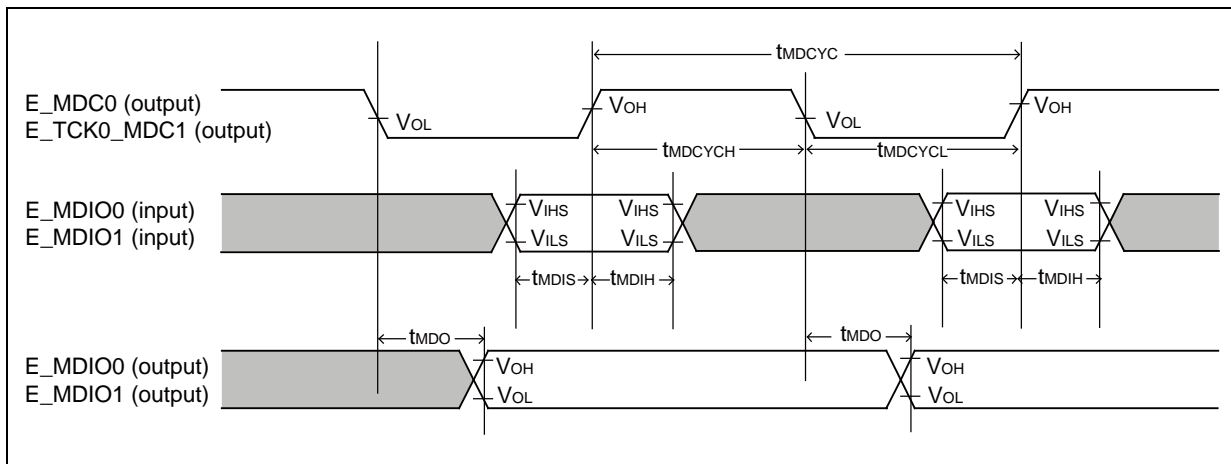 tMDCYC
E_MDC0 (output)
E_TCK0_MDC1 (output)
VOL
VOH
VOL
VOH
tMDCYCH
tMDCYCL
E_MDIO0 (input)
E_MDIO1 (input)
VIHS
VIHS
VIHS
VIHS
VILS
VILS
VILS
VILS
tMDIS
tMDIH
tMDIS
tMDIH
tMDO
tMDO
E_MDIO0 (output)
E_MDIO1 (output)
VOH
VOH
VOL
VOL